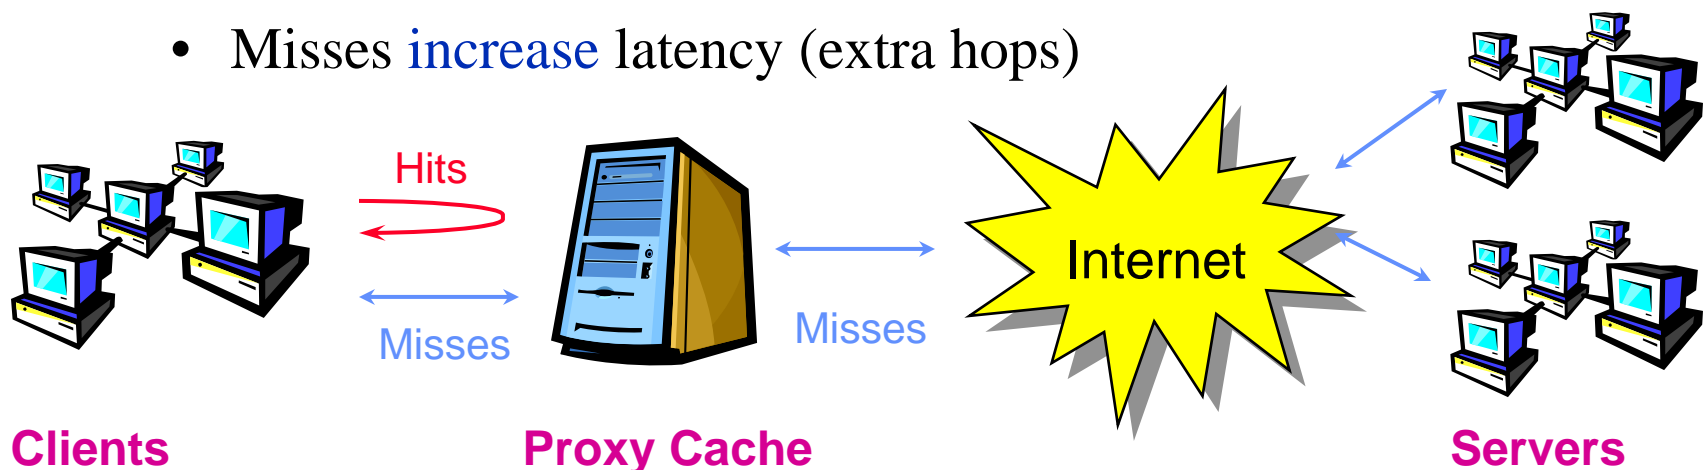 • Misses increase latency (extra hops)
Hits
Misses
Misses
Internet
Clients
Proxy Cache
Servers